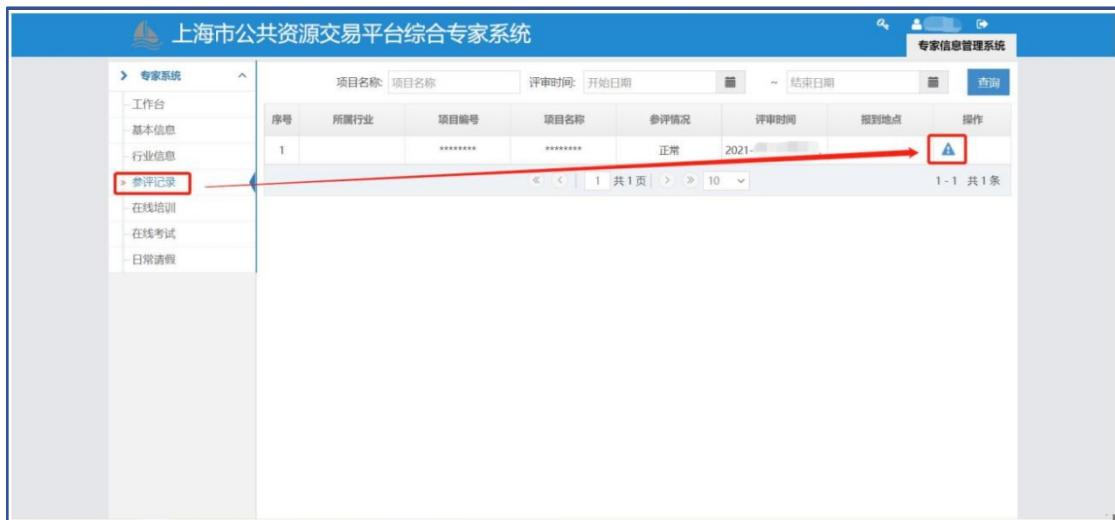 上海市公共资源交易平台综合专家系统
专家信息管理系统
专家系统
工作台
基本信息
行业信息
» 参评记录
在线培训
在线考试
日常请假
项目名称: 项目名称 评审时间: 开始日期 ~ 结束日期 查询
序号 所属行业 项目编号 项目名称 参评情况 评审时间 报到地点 操作
1 ******** ******** 正常 2021-
« < 1 共1页 > » 10 1 - 1 共1条